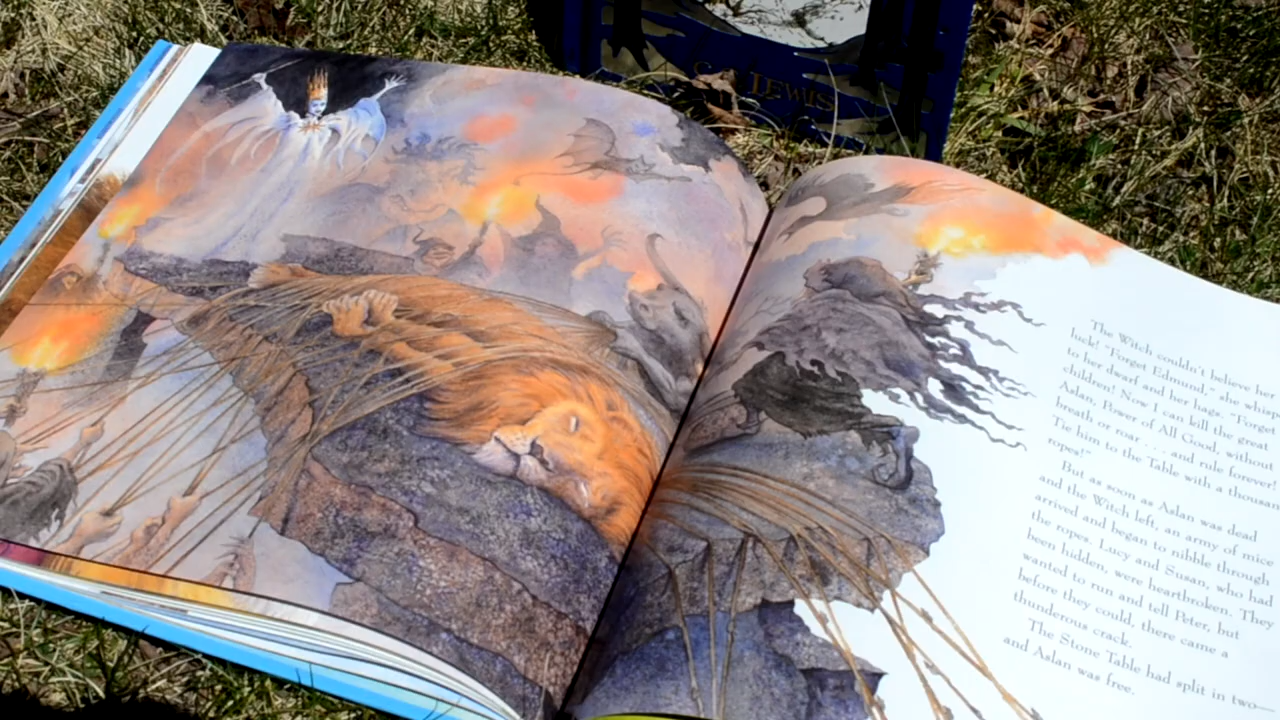 C.S. LEWIS
The Witch couldn't believe her
luck! "Forget Edmund," she whisp
to her dwarf and her hags. "Forget
children! Now I can kill the great
Aslan, Power of All Good, without
breath or roar . . . and rule forever!
Tie him to the Table with a thousan
ropes!"
But as soon as Aslan was dead
and the Witch left, an army of mice
arrived and began to nibble through
the ropes. Lucy and Susan, who had
been hidden, were heartbroken. They
wanted to run and tell Peter, but
before they could, there came a
thunderous crack.
The Stone Table had split in two—
and Aslan was free.